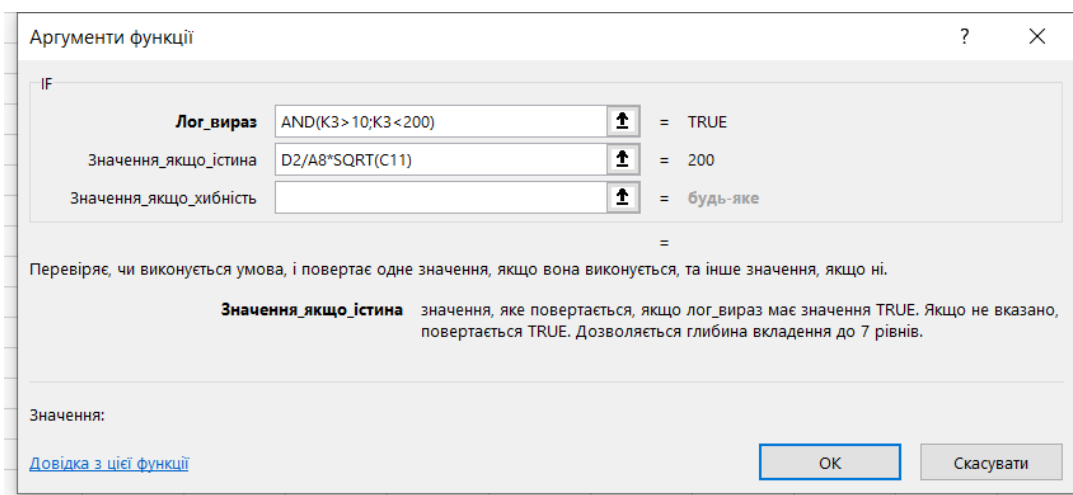 Аргументи функції ? ×
IF
Лог_вираз AND(K3>10;K3<200) = TRUE
Значення_якщо_істина D2/A8*SQRT(C11) = 200
Значення_якщо_хибність = будь-яке
=
Перевіряє, чи виконується умова, і повертає одне значення, якщо вона виконується, та інше значення, якщо ні.
Значення_якщо_істина значення, яке повертається, якщо лог_вираз має значення TRUE. Якщо не вказано,
повертається TRUE. Дозволяється глибина вкладення до 7 рівнів.
Значення:
Довідка з цієї функції ОК Скасувати